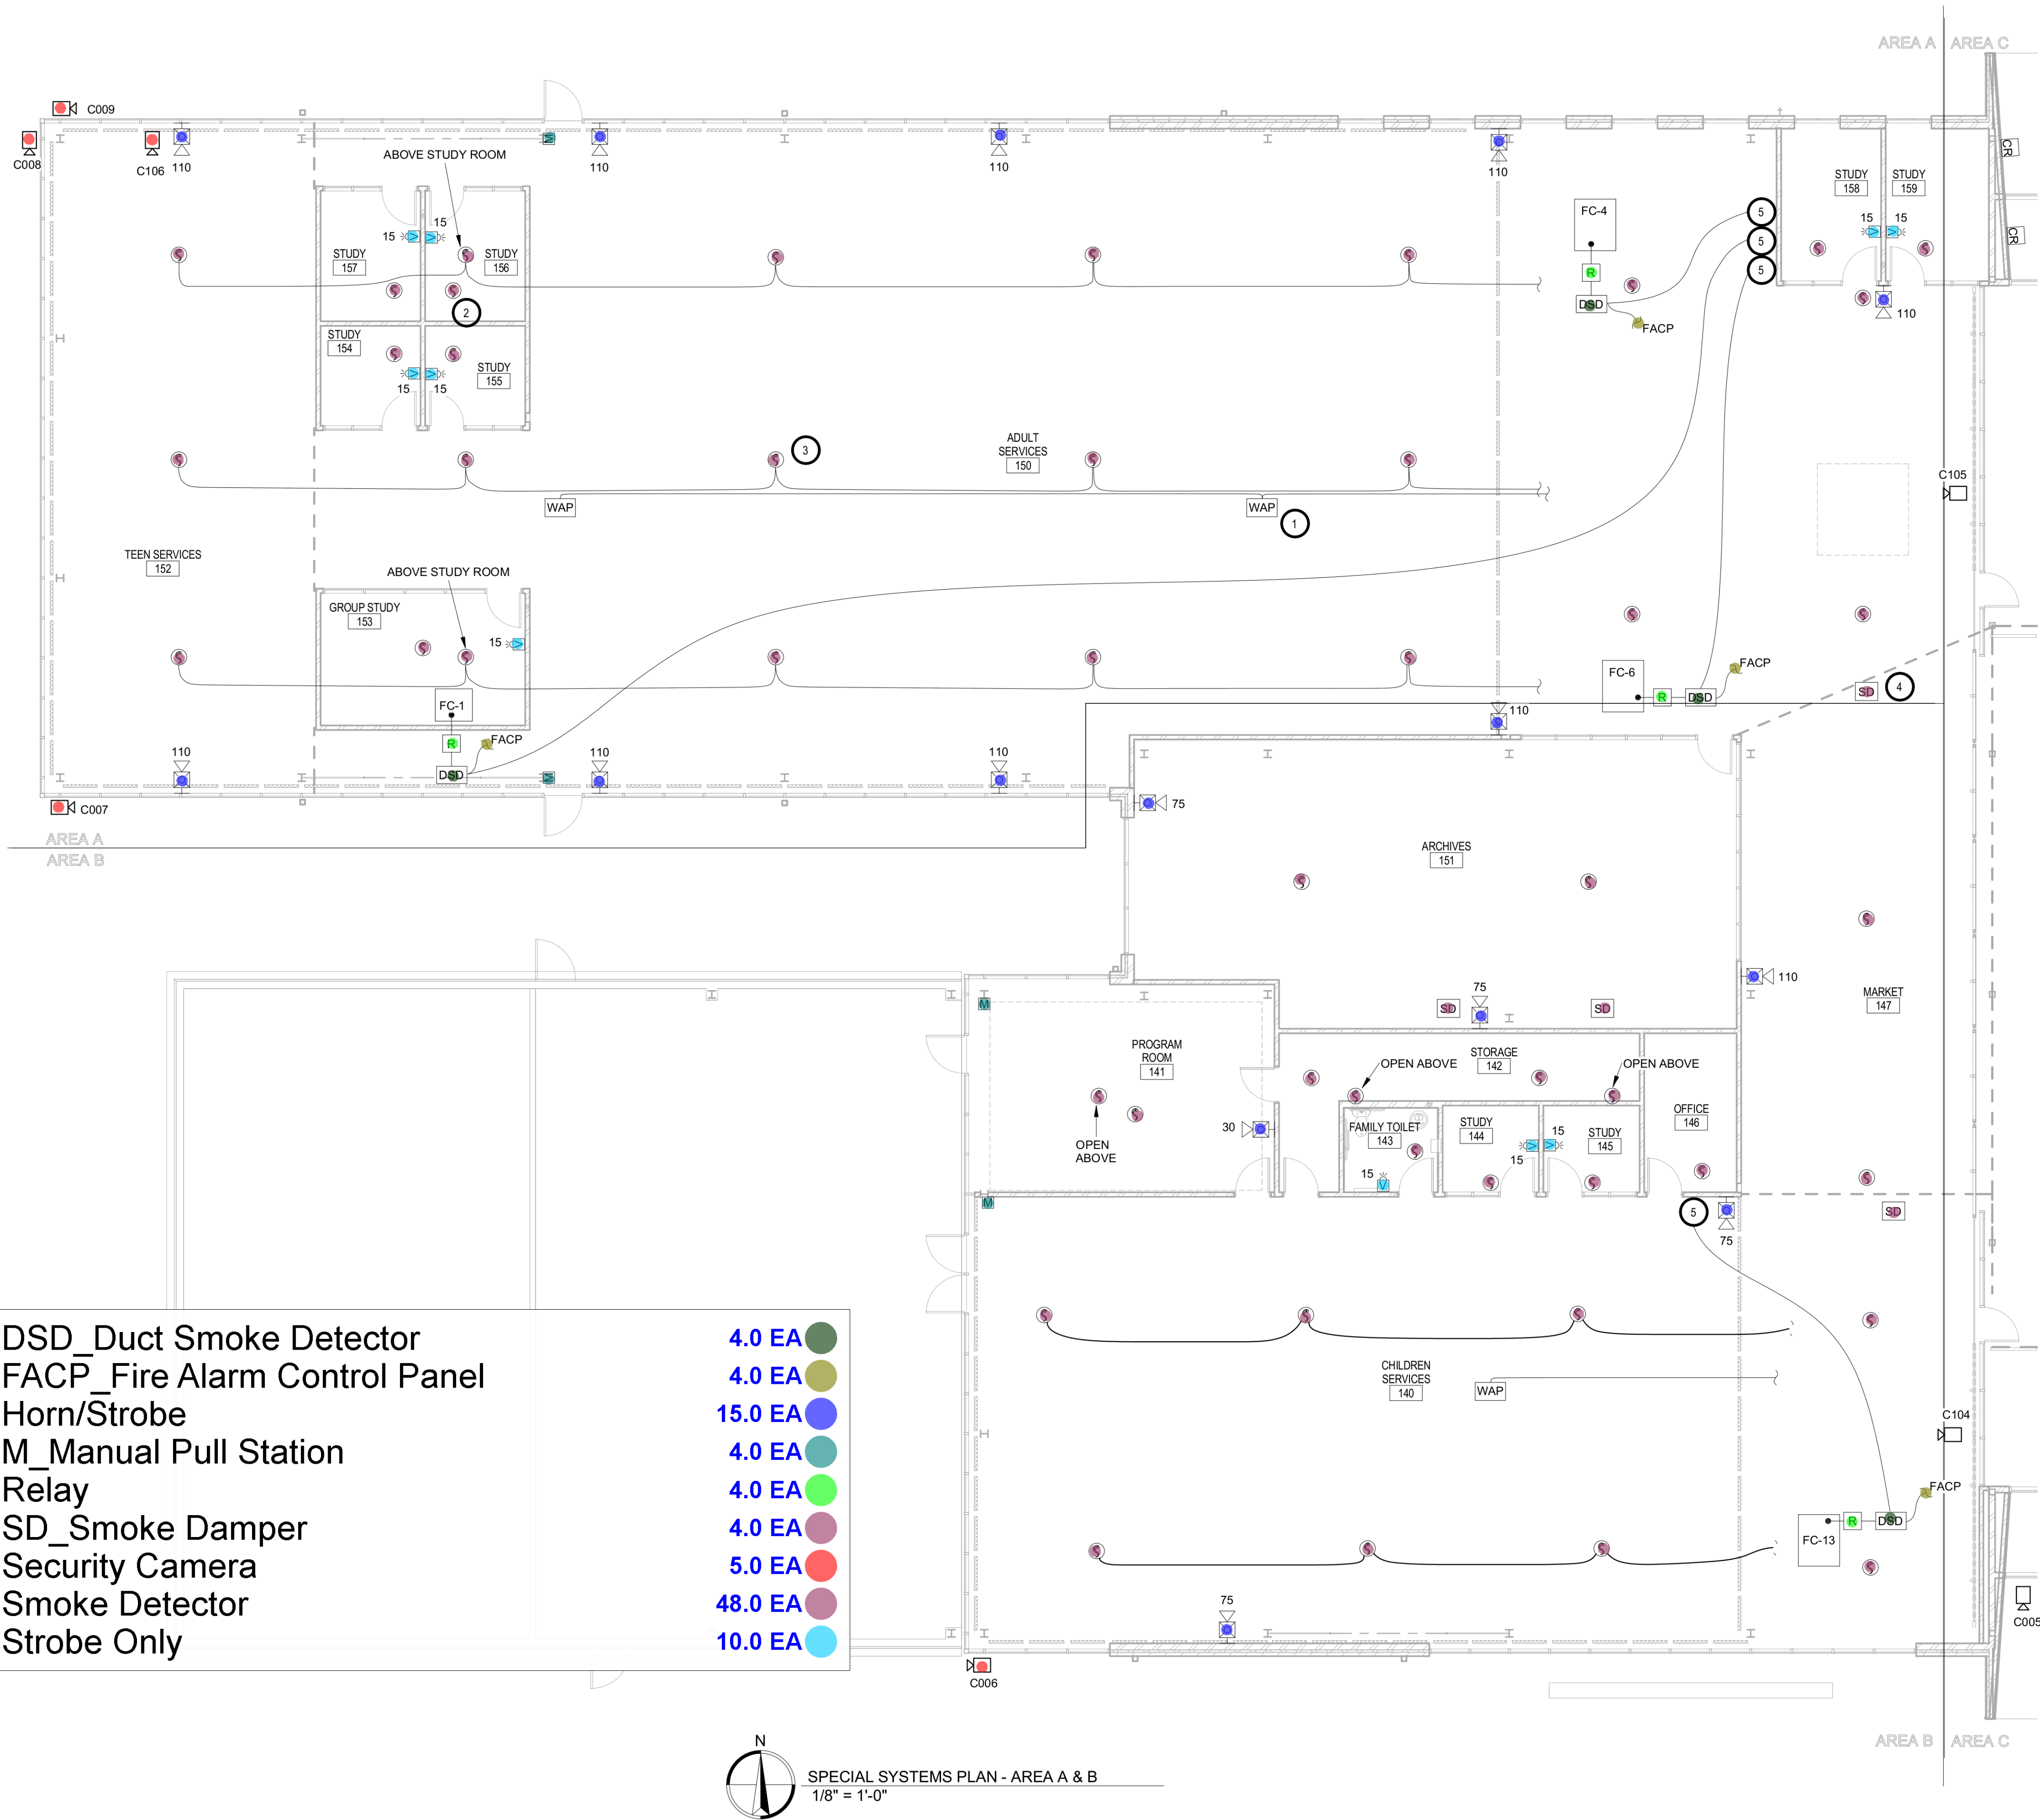 AREA A
AREA C
C009
C008
C106
110
110
110
110
ABOVE STUDY ROOM
CR
CR
STUDY
157
15
15
STUDY
156
2
STUDY
154
STUDY
155
15
15
FC-4
R
DSD
FACP
5
5
5
STUDY
158
STUDY
159
15
15
110
3
ADULT
SERVICES
150
WAP
WAP
1
C105
TEEN SERVICES
152
ABOVE STUDY ROOM
GROUP STUDY
153
15
FC-1
R
FACP
DSD
FC-6
R
DSD
FACP
SD
4
110
110
110
110
M
M
C007
AREA A
AREA B
75
ARCHIVES
151
110
75
SD
SD
MARKET
147
M
PROGRAM
ROOM
141
OPEN
ABOVE
30
STORAGE
142
OPEN ABOVE
OPEN ABOVE
FAMILY TOILET
143
15
V
STUDY
144
15
15
STUDY
145
OFFICE
146
M
5
75
SD
CHILDREN
SERVICES
140
WAP
C104
FACP
FC-13
R
DSD
C005
75
C006
DSD_Duct Smoke Detector 4.0 EA
FACP_Fire Alarm Control Panel 4.0 EA
Horn/Strobe 15.0 EA
M_Manual Pull Station 4.0 EA
Relay 4.0 EA
SD_Smoke Damper 4.0 EA
Security Camera 5.0 EA
Smoke Detector 48.0 EA
Strobe Only 10.0 EA
AREA B
AREA C
N
SPECIAL SYSTEMS PLAN - AREA A & B
1/8" = 1'-0"